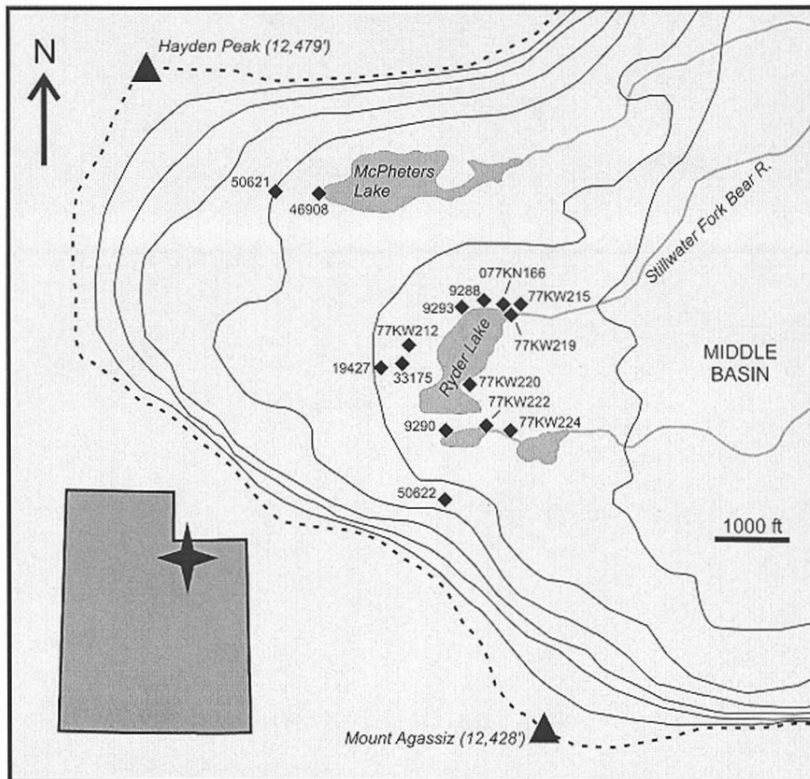 Hayden Peak (12,479')
N
McPheters
Lake
50621
46908
Stillwater Fork Bear R.
077KN166
9288
77KW215
9293
77KW212
77KW219
Ryder Lake
MIDDLE
BASIN
19427
33175
77KW220
77KW222
9290
77KW224
50622
1000 ft
Mount Agassiz (12,428')